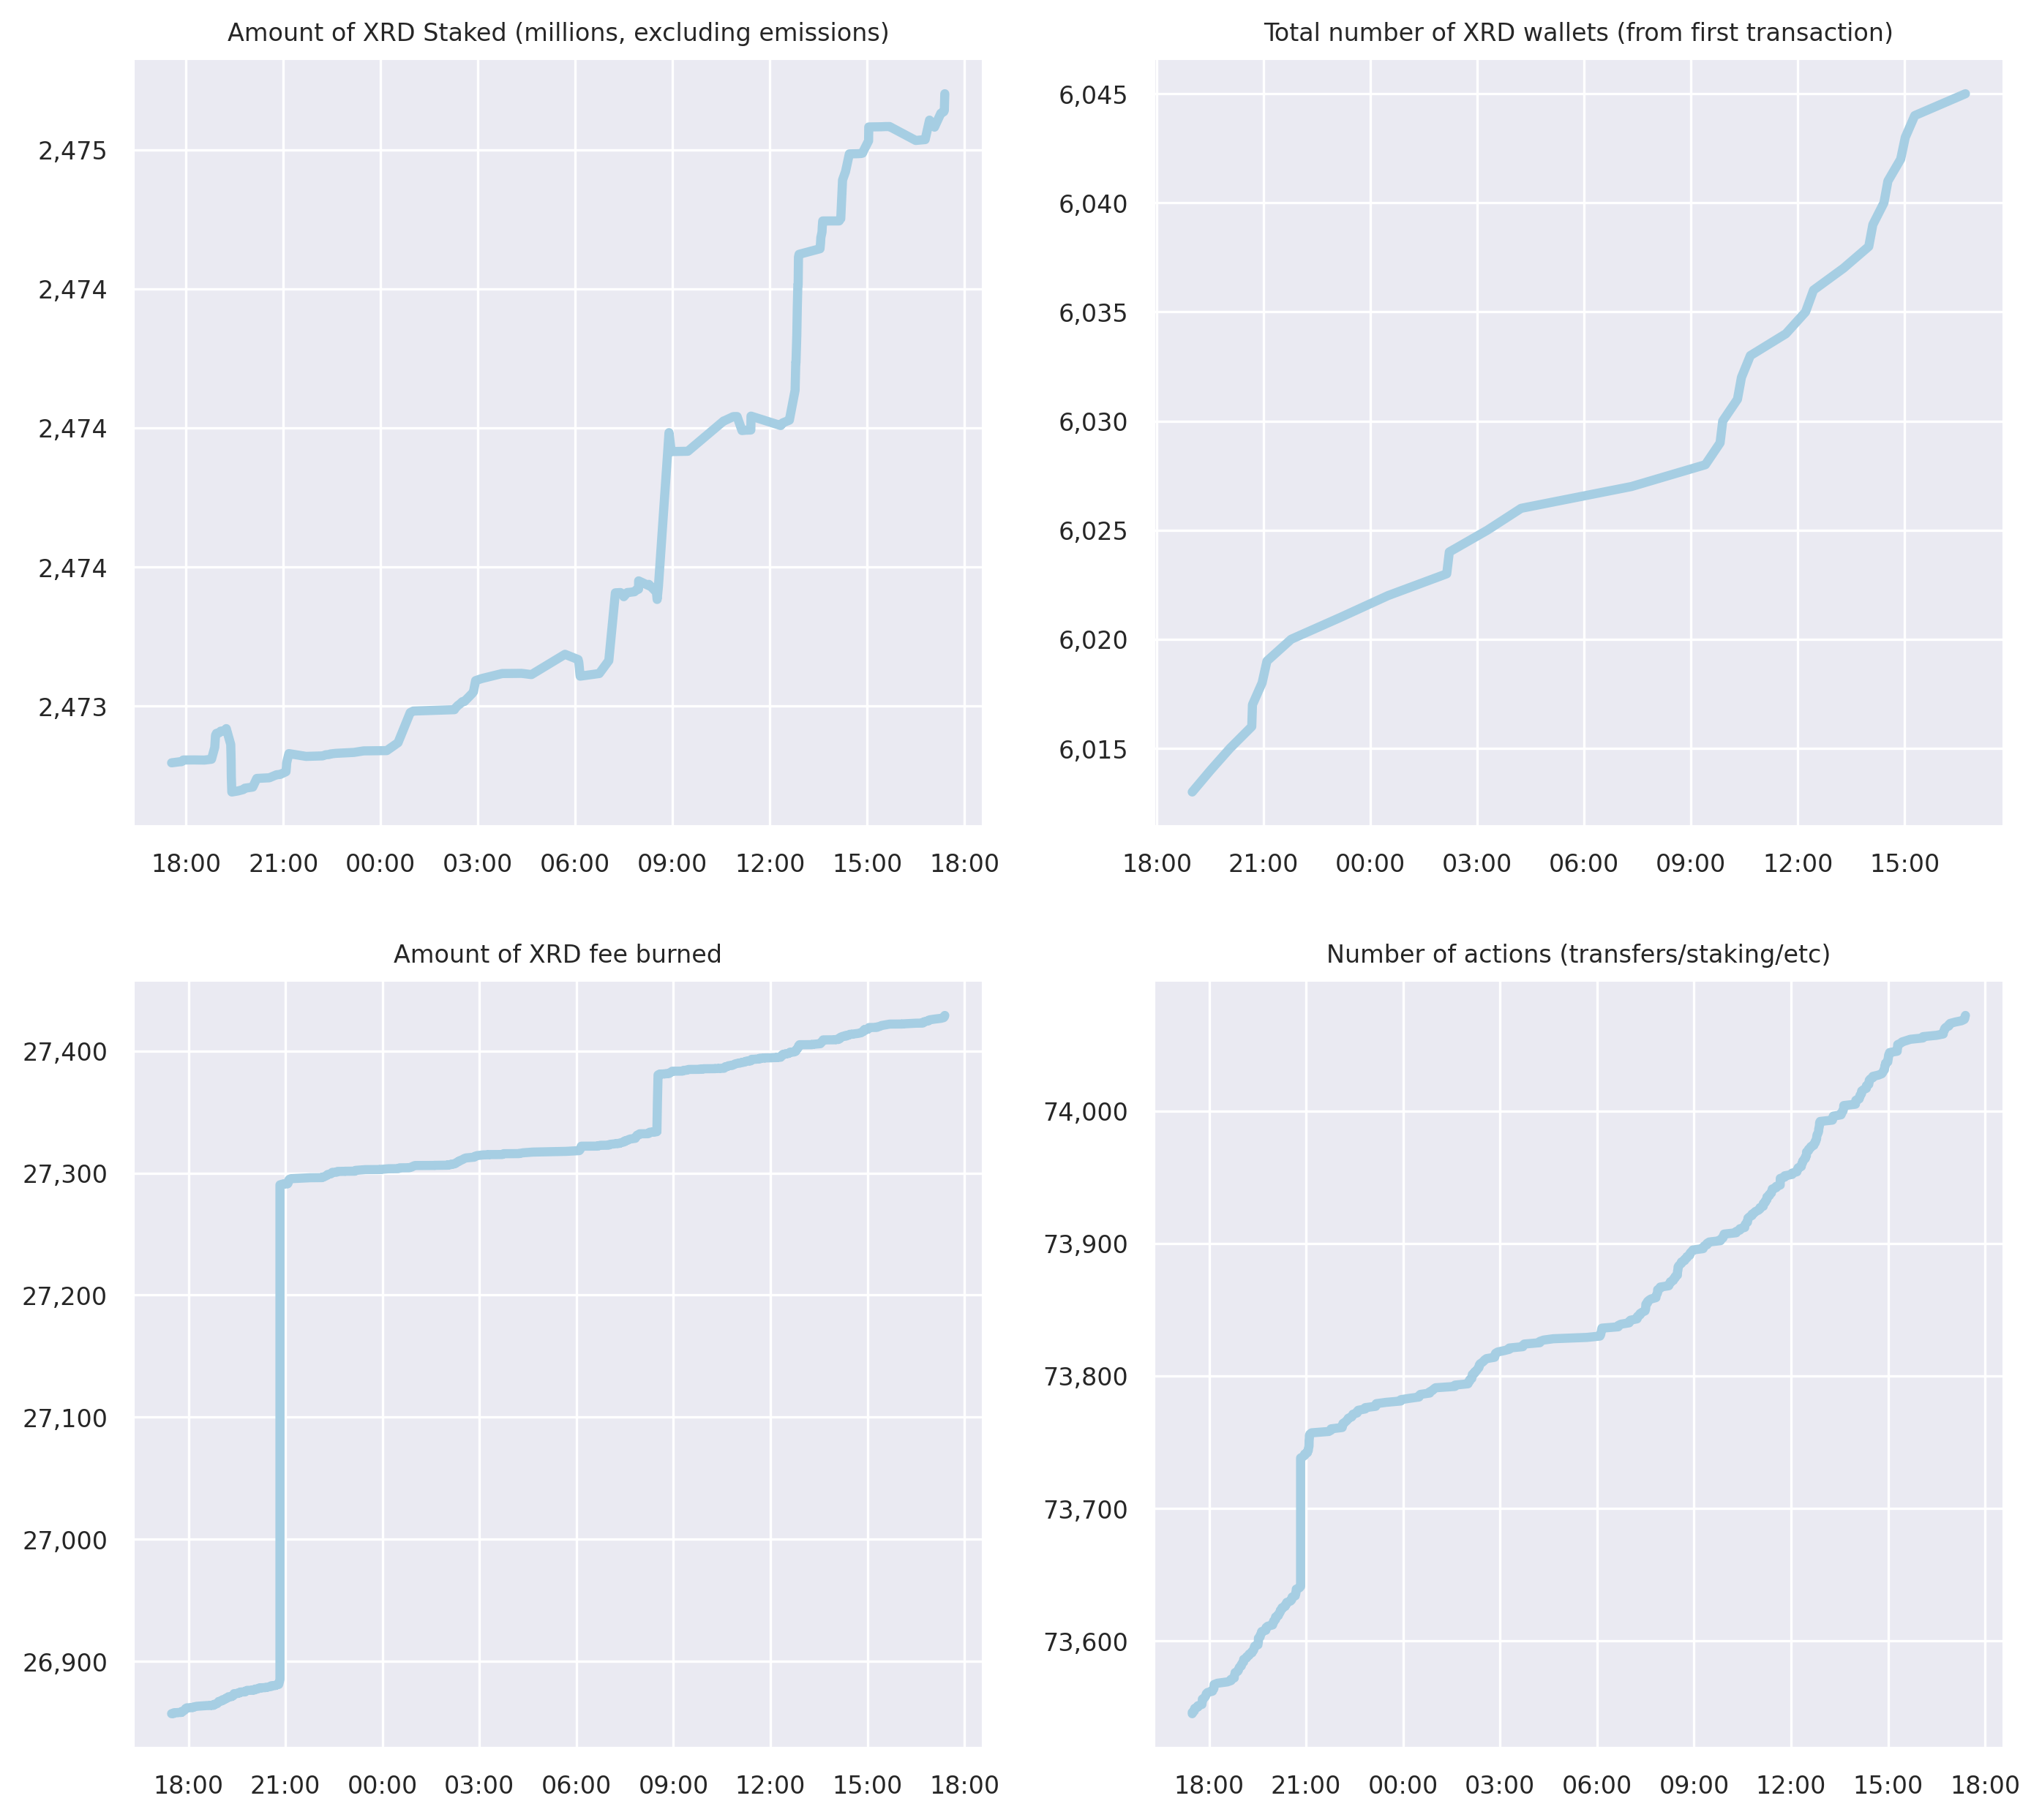 Amount of XRD Staked (millions, excluding emissions)
2,475
2,474
2,474
2,474
2,473
18:00 21:00 00:00 03:00 06:00 09:00 12:00 15:00 18:00
Total number of XRD wallets (from first transaction)
6,045
6,040
6,035
6,030
6,025
6,020
6,015
18:00 21:00 00:00 03:00 06:00 09:00 12:00 15:00
Amount of XRD fee burned
27,400
27,300
27,200
27,100
27,000
26,900
18:00 21:00 00:00 03:00 06:00 09:00 12:00 15:00 18:00
Number of actions (transfers/staking/etc)
74,000
73,900
73,800
73,700
73,600
18:00 21:00 00:00 03:00 06:00 09:00 12:00 15:00 18:00